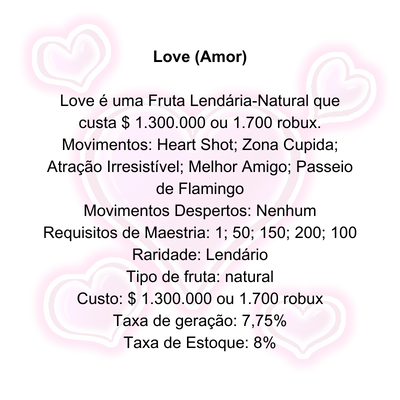 Love (Amor)
Love é uma Fruta Lendária-Natural que
custa $ 1.300.000 ou 1.700 robux.
Movimentos: Heart Shot; Zona Cupida;
Atração Irresistível; Melhor Amigo; Passeio
de Flamingo
Movimentos Despertos: Nenhum
Requisitos de Maestria: 1; 50; 150; 200; 100
Raridade: Lendário
Tipo de fruta: natural
Custo: $ 1.300.000 ou 1.700 robux
Taxa de geração: 7,75%
Taxa de Estoque: 8%